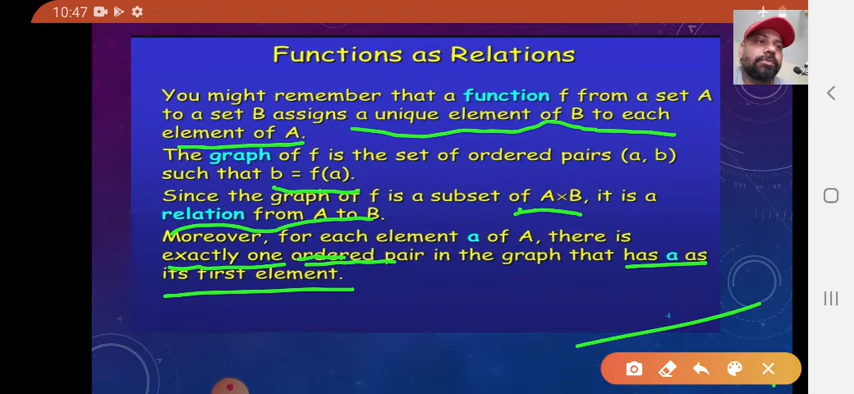 10:47
Functions as Relations
You might remember that a function f from a set A
to a set B assigns a unique element of B to each
element of A.
The graph of f is the set of ordered pairs (a, b)
such that b = f(a).
Since the graph of f is a subset of A×B, it is a
relation from A to B.
Moreover, for each element a of A, there is
exactly one ordered pair in the graph that has a as
its first element.
4